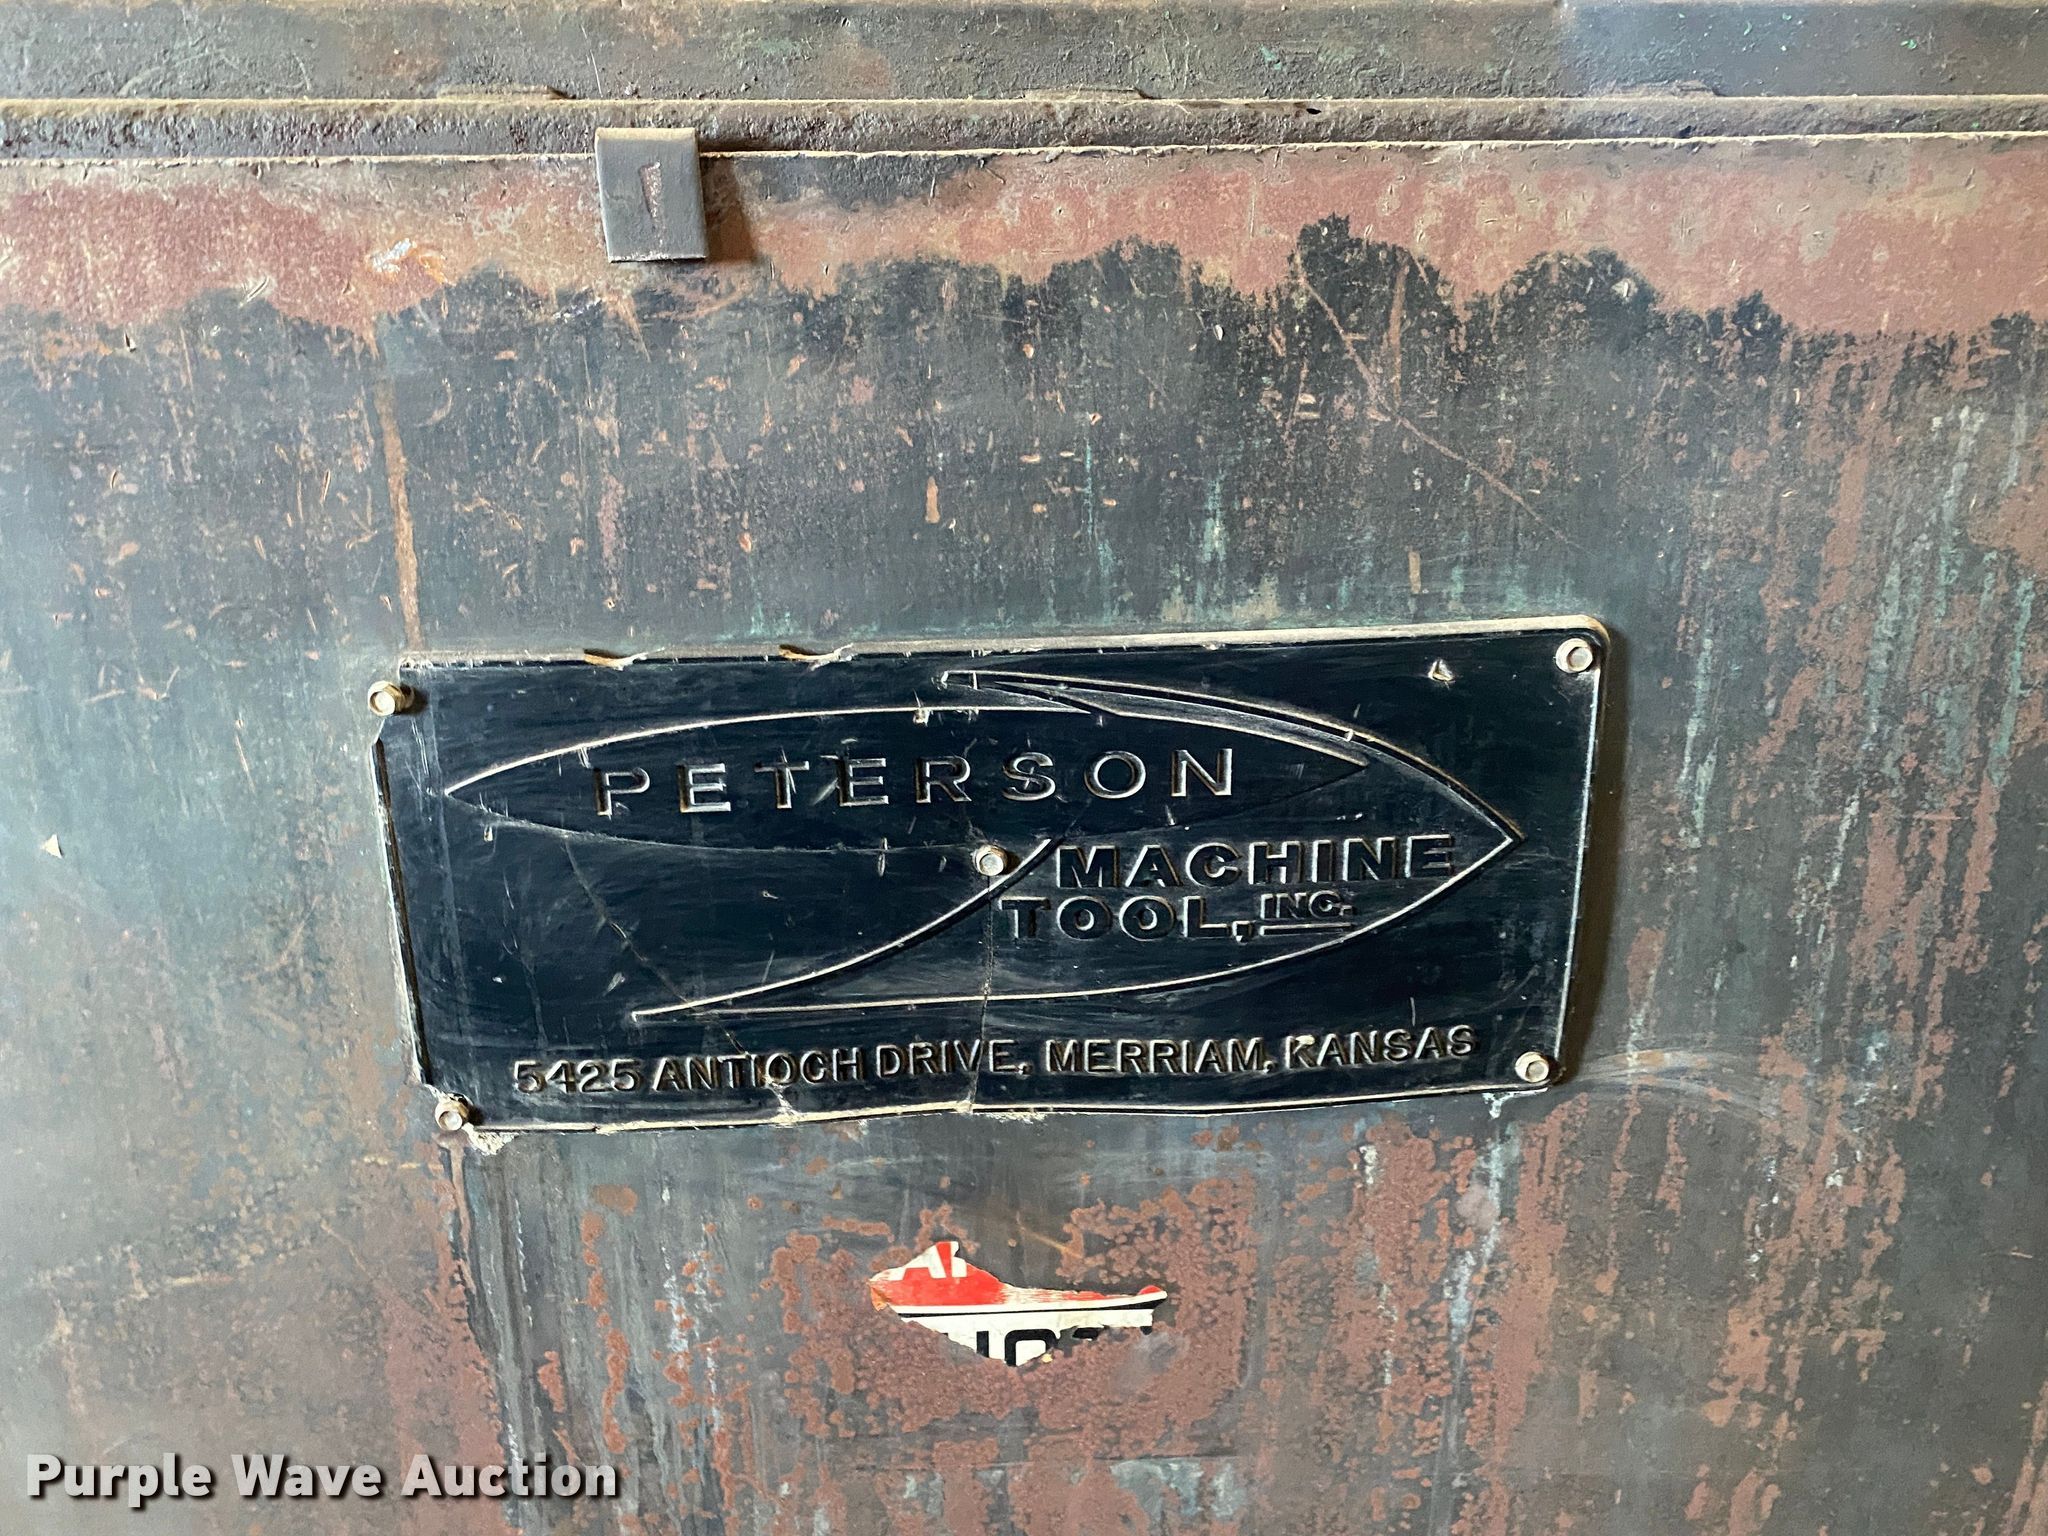 PETERSON
MACHINE
TOOL, INC.
5425 ANTIOCH DRIVE, MERRIAM, KANSAS
Purple Wave Auction